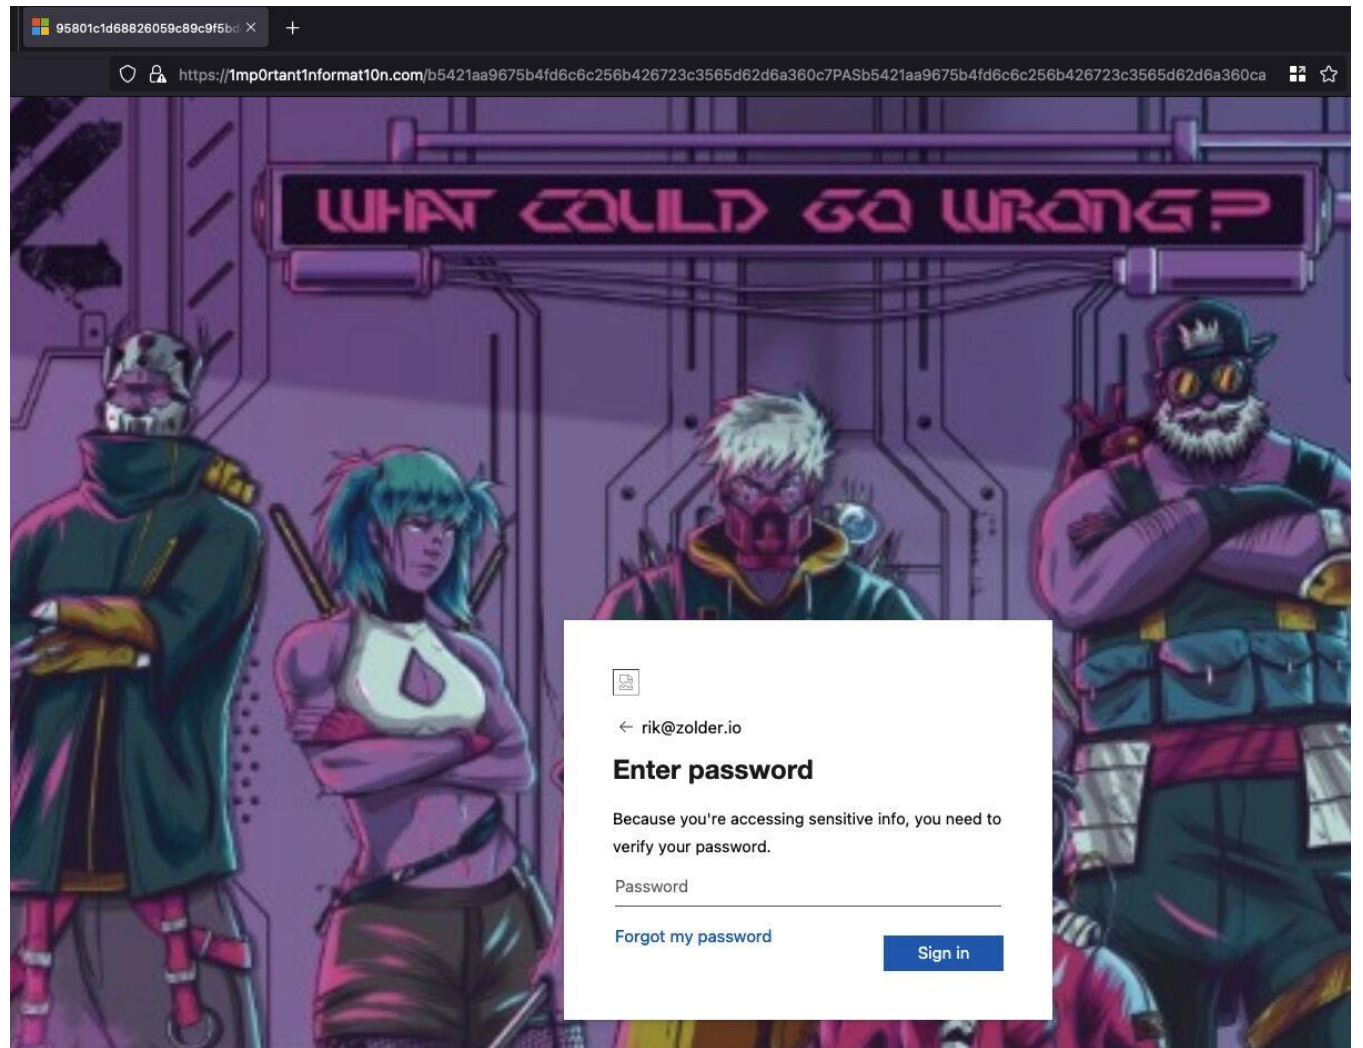 95801c1d68826059c89c9f5bd
https://1mp0rtant1nformat10n.com/b5421aa9675b4fd6c6c256b426723c3565d62d6a360c7PASb5421aa9675b4fd6c6c256b426723c3565d62d6a360ca
WHAT COULD GO WRONG?
rik@zolder.io
Enter password
Because you're accessing sensitive info, you need to
verify your password.
Password
Forgot my password
Sign in